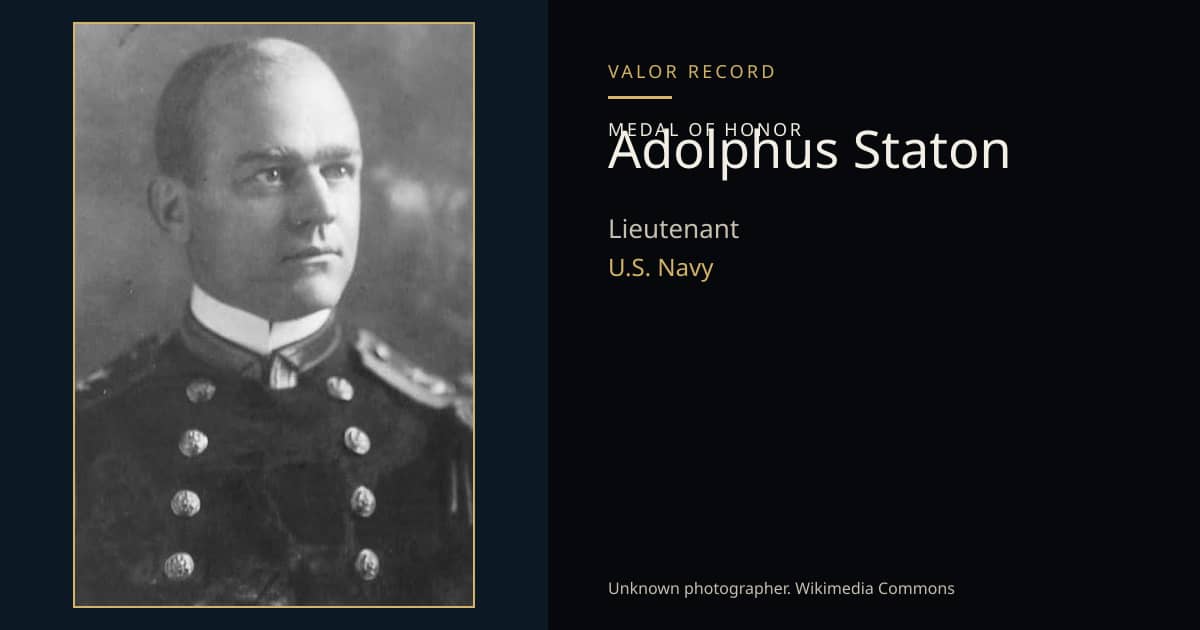 VALOR RECORD
MEDAL OF HONOR
Adolphus Staton
Lieutenant
U.S. Navy
Unknown photographer. Wikimedia Commons